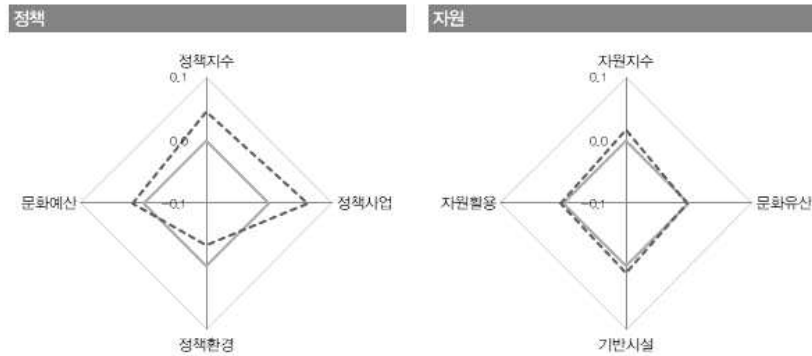 정책
자원
정책지수
0.1
0.0
문화예산
-0.1
정책사업
정책환경
자원지수
0.1
0.0
자원활용
-0.1
문화유산
기반시설